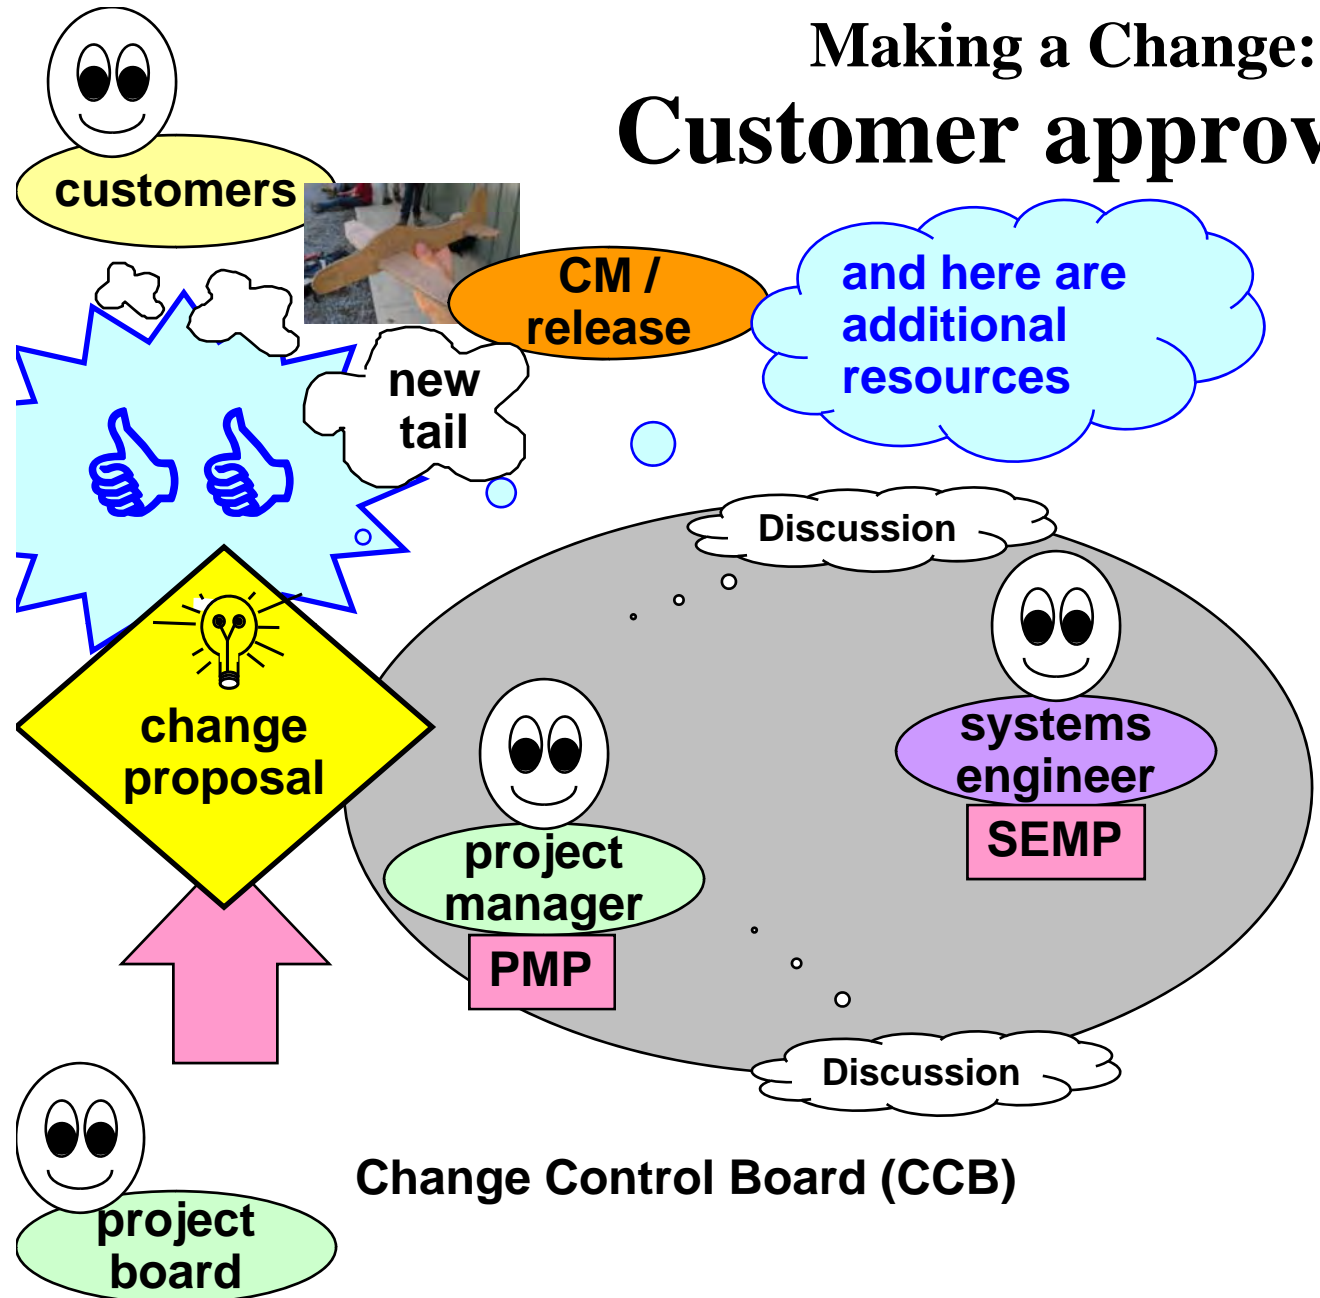 Making a Change:
Customer approv
customers
CM /
release
and here are
additional
resources
new
tail
Discussion
change
proposal
systems
engineer
SEMP
project
manager
PMP
Discussion
Change Control Board (CCB)
project
board